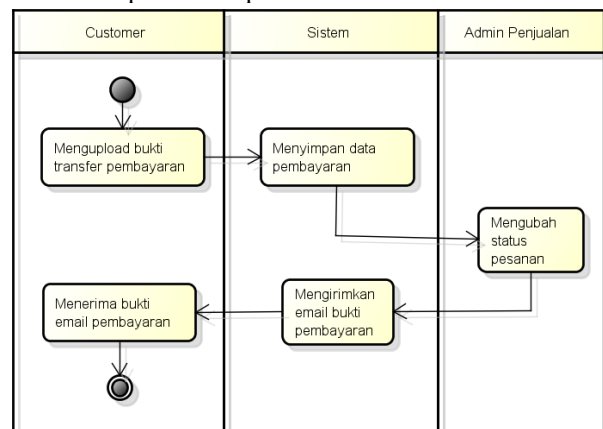 Customer
Sistem
Admin Penjualan
Mengupload bukti
transfer pembayaran
Menyimpan data
pembayaran
Mengubah
status
pesanan
Mengirimkan
email bukti
pembayaran
Menerima bukti
email pembayaran